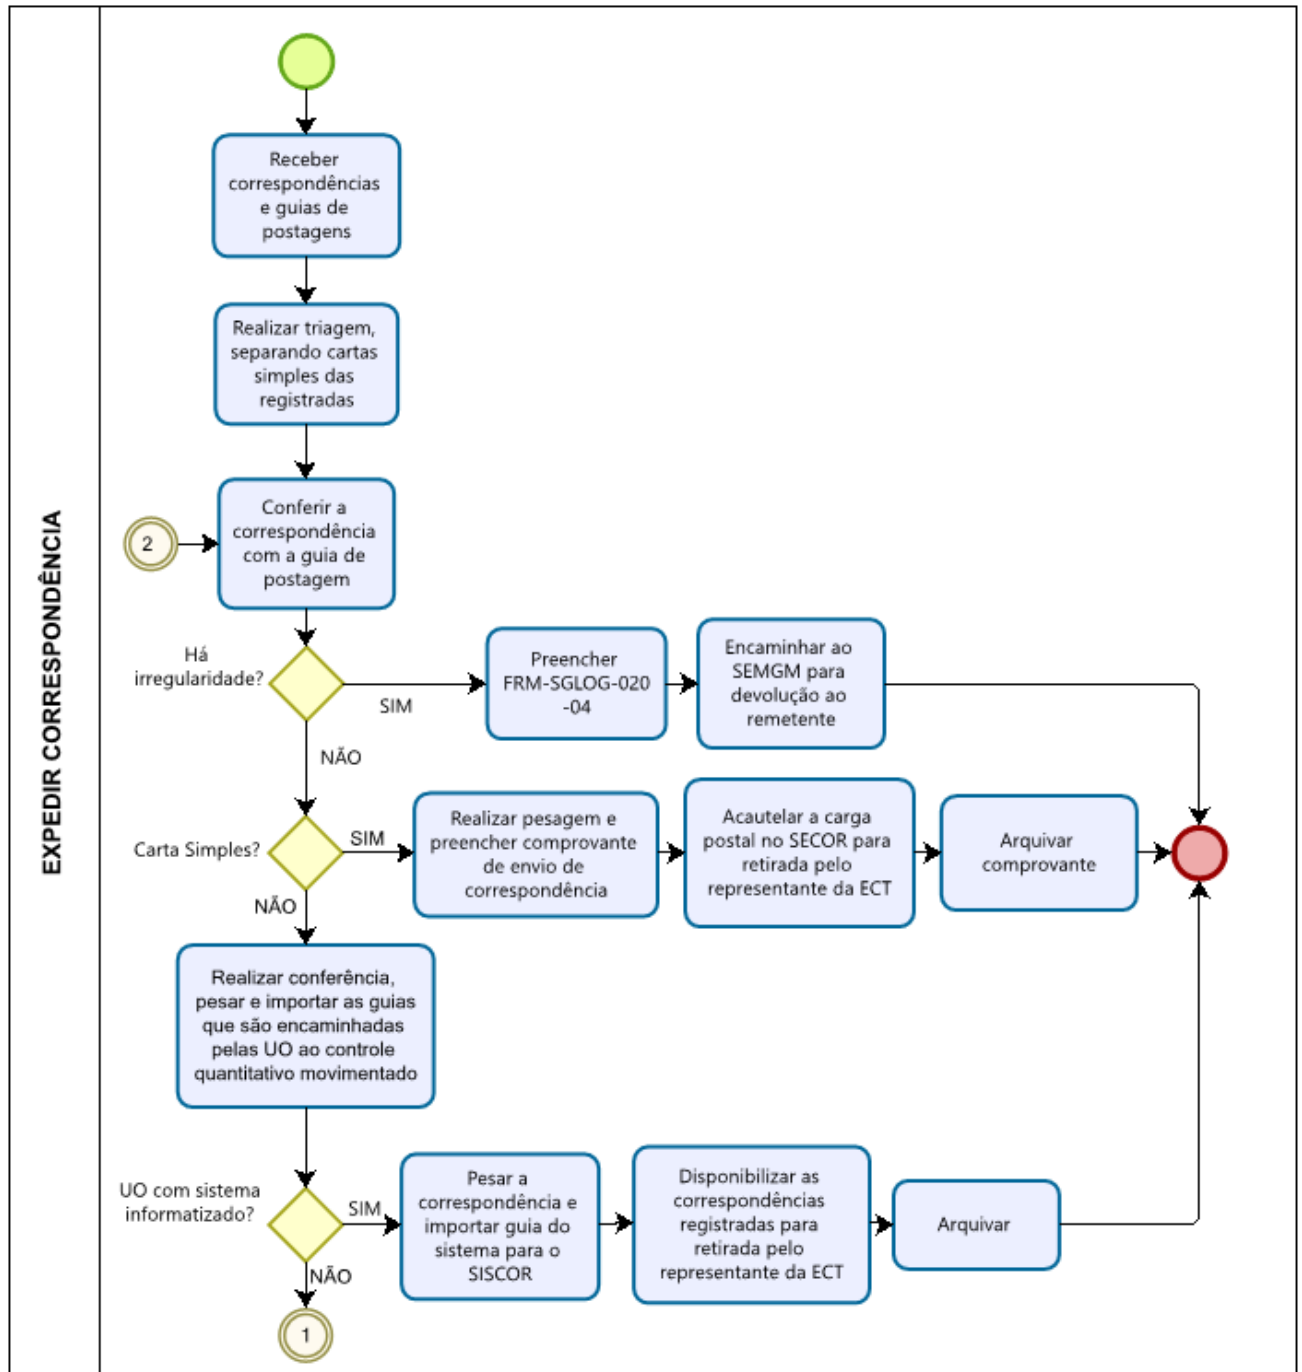 EXPEDIR CORRESPONDÊNCIA
Receber
correspondências
e guias de
postagens
Realizar triagem,
separando cartas
simples das
registradas
2
Conferir a
correspondência
com a guia de
postagem
Há
irregularidade?
SIM
NÃO
Preencher
FRM-SGLOG-020
-04
Encaminhar ao
SEMGM para
devolução ao
remetente
Carta Simples?
SIM
NÃO
Realizar pesagem e
preencher comprovante
de envio de
correspondência
Acautelar a carga
postal no SECOR para
retirada pelo
representante da ECT
Arquivar
comprovante
Realizar conferência,
pesar e importar as guias
que são encaminhadas
pelas UO ao controle
quantitativo movimentado
UO com sistema
informatizado?
SIM
NÃO
Pesar a
correspondência e
importar guia do
sistema para o
SISCOR
Disponibilizar as
correspondências
registradas para
retirada pelo
representante da ECT
Arquivar
1